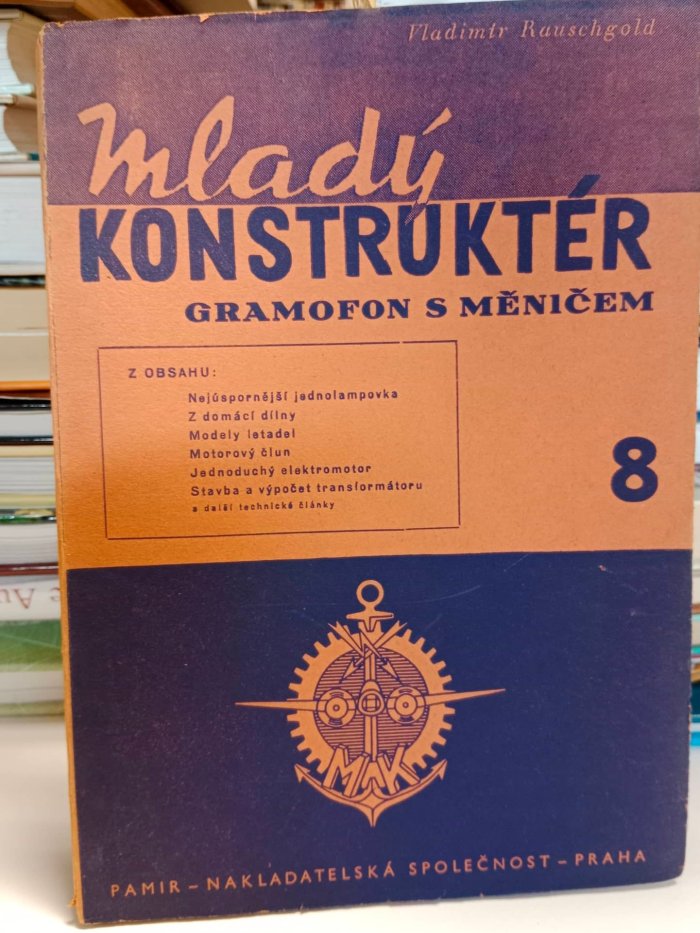 Vladimír Rauschgold
Mladý
KONSTRUKTÉR
GRAMOFON S MĚNIČEM
Z OBSAHU:
Nejúspornější jednolampovka
Z domácí dílny
Modely letadel
Motorový člun
Jednoduchý elektromotor
Stavba a výpočet transformátoru
a další technické články
8
MAK
PAMIR – NAKLADATELSKÁ SPOLEČNOST – PRAHA